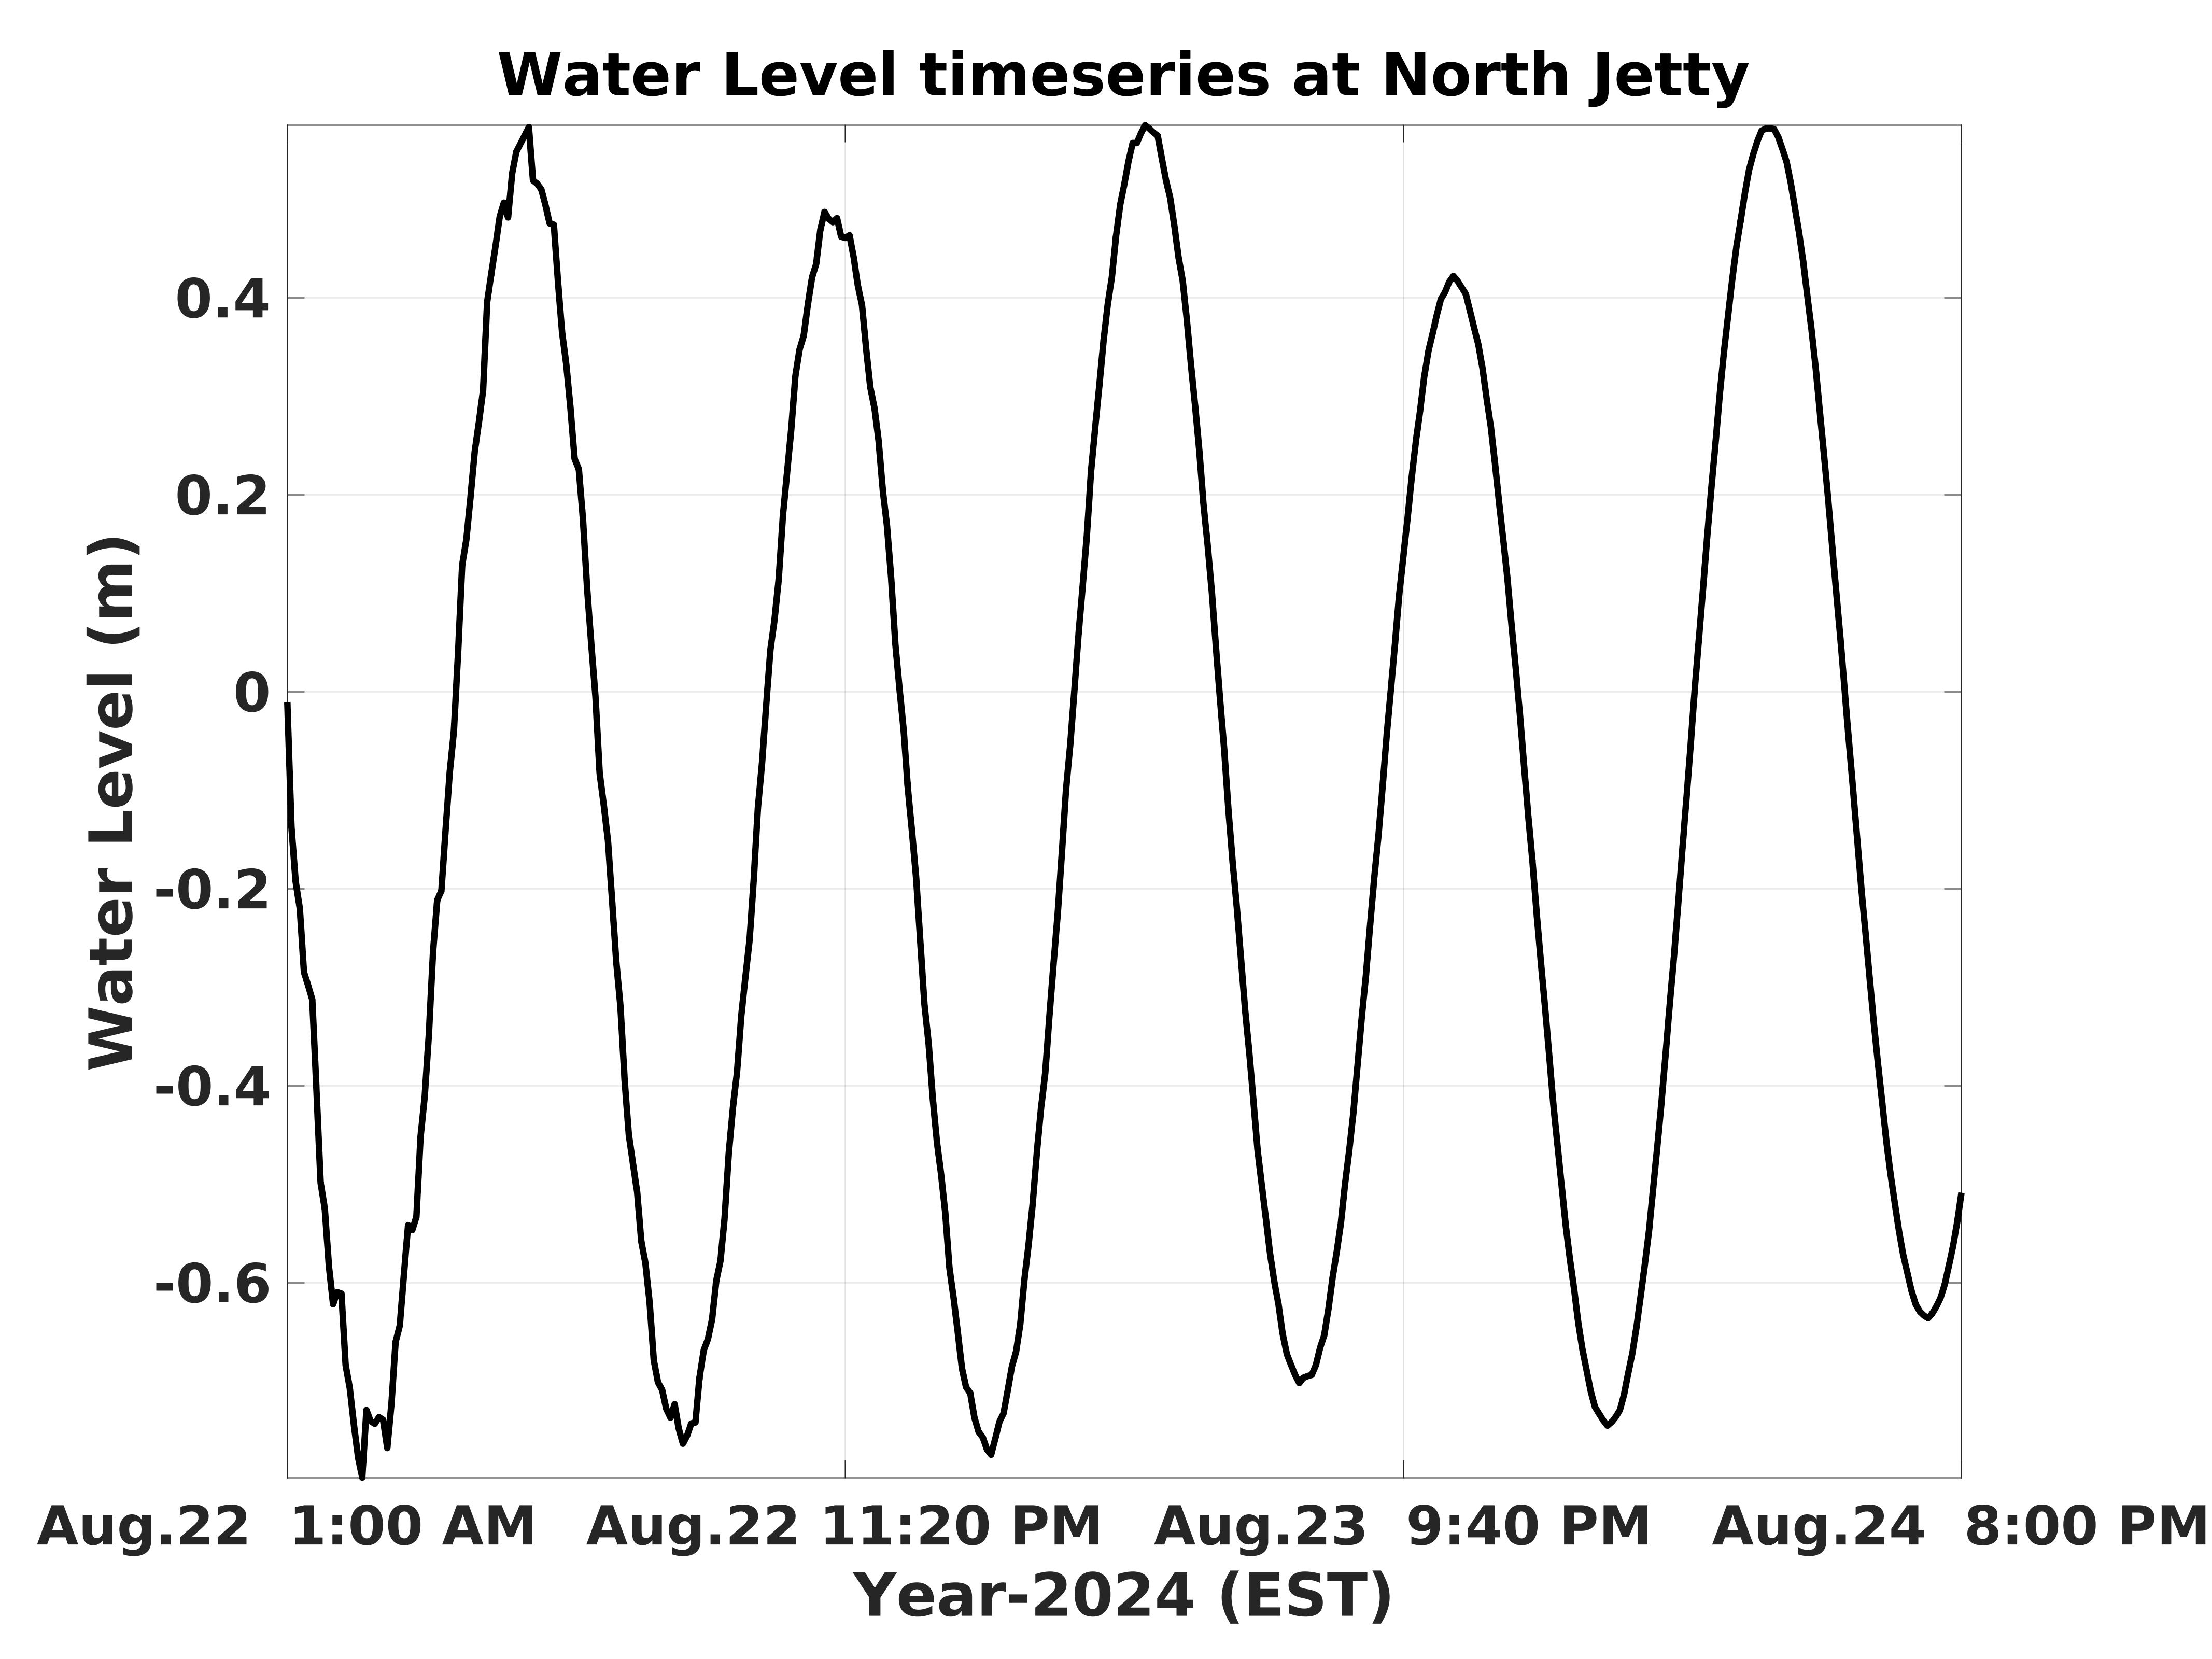 Water Level timeseries at North Jetty
Water Level (m)
0.4
0.2
0
-0.2
-0.4
-0.6
Aug.22  1:00 AM
Aug.22 11:20 PM
Aug.23  9:40 PM
Aug.24  8:00 PM
Year-2024 (EST)